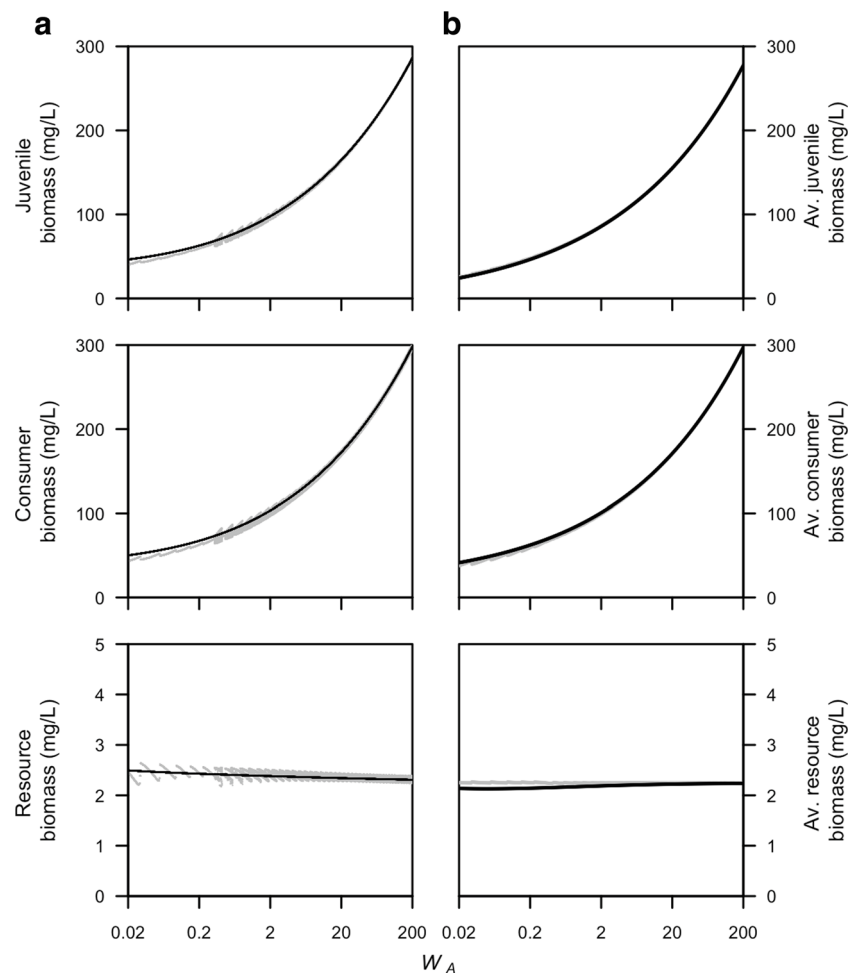 a
b
300
200
100
0
Juvenile
biomass (mg/L)
300
200
100
0
Av. juvenile
biomass (mg/L)
300
200
100
0
Consumer
biomass (mg/L)
300
200
100
0
Av. consumer
biomass (mg/L)
5
4
3
2
1
0
Resource
biomass (mg/L)
5
4
3
2
1
0
Av. resource
biomass (mg/L)
0.02 0.2 2 20 200
0.02 0.2 2 20 200
W A